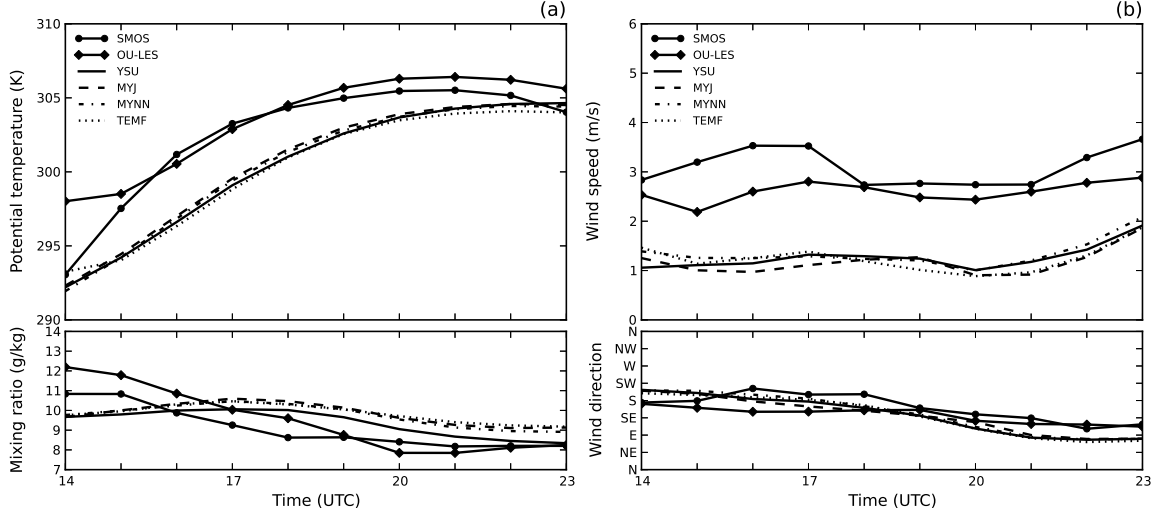 (a)
310
305
300
295
290
Potential temperature (K)
SMOS
OU-LES
YSU
MYJ
MYNN
TEMF
14
13
12
11
10
9
8
7
Mixing ratio (g/kg)
14
17
20
23
Time (UTC)
(b)
6
5
4
3
2
1
0
Wind speed (m/s)
SMOS
OU-LES
YSU
MYJ
MYNN
TEMF
N
NW
W
SW
S
SE
E
NE
N
Wind direction
14
17
20
23
Time (UTC)